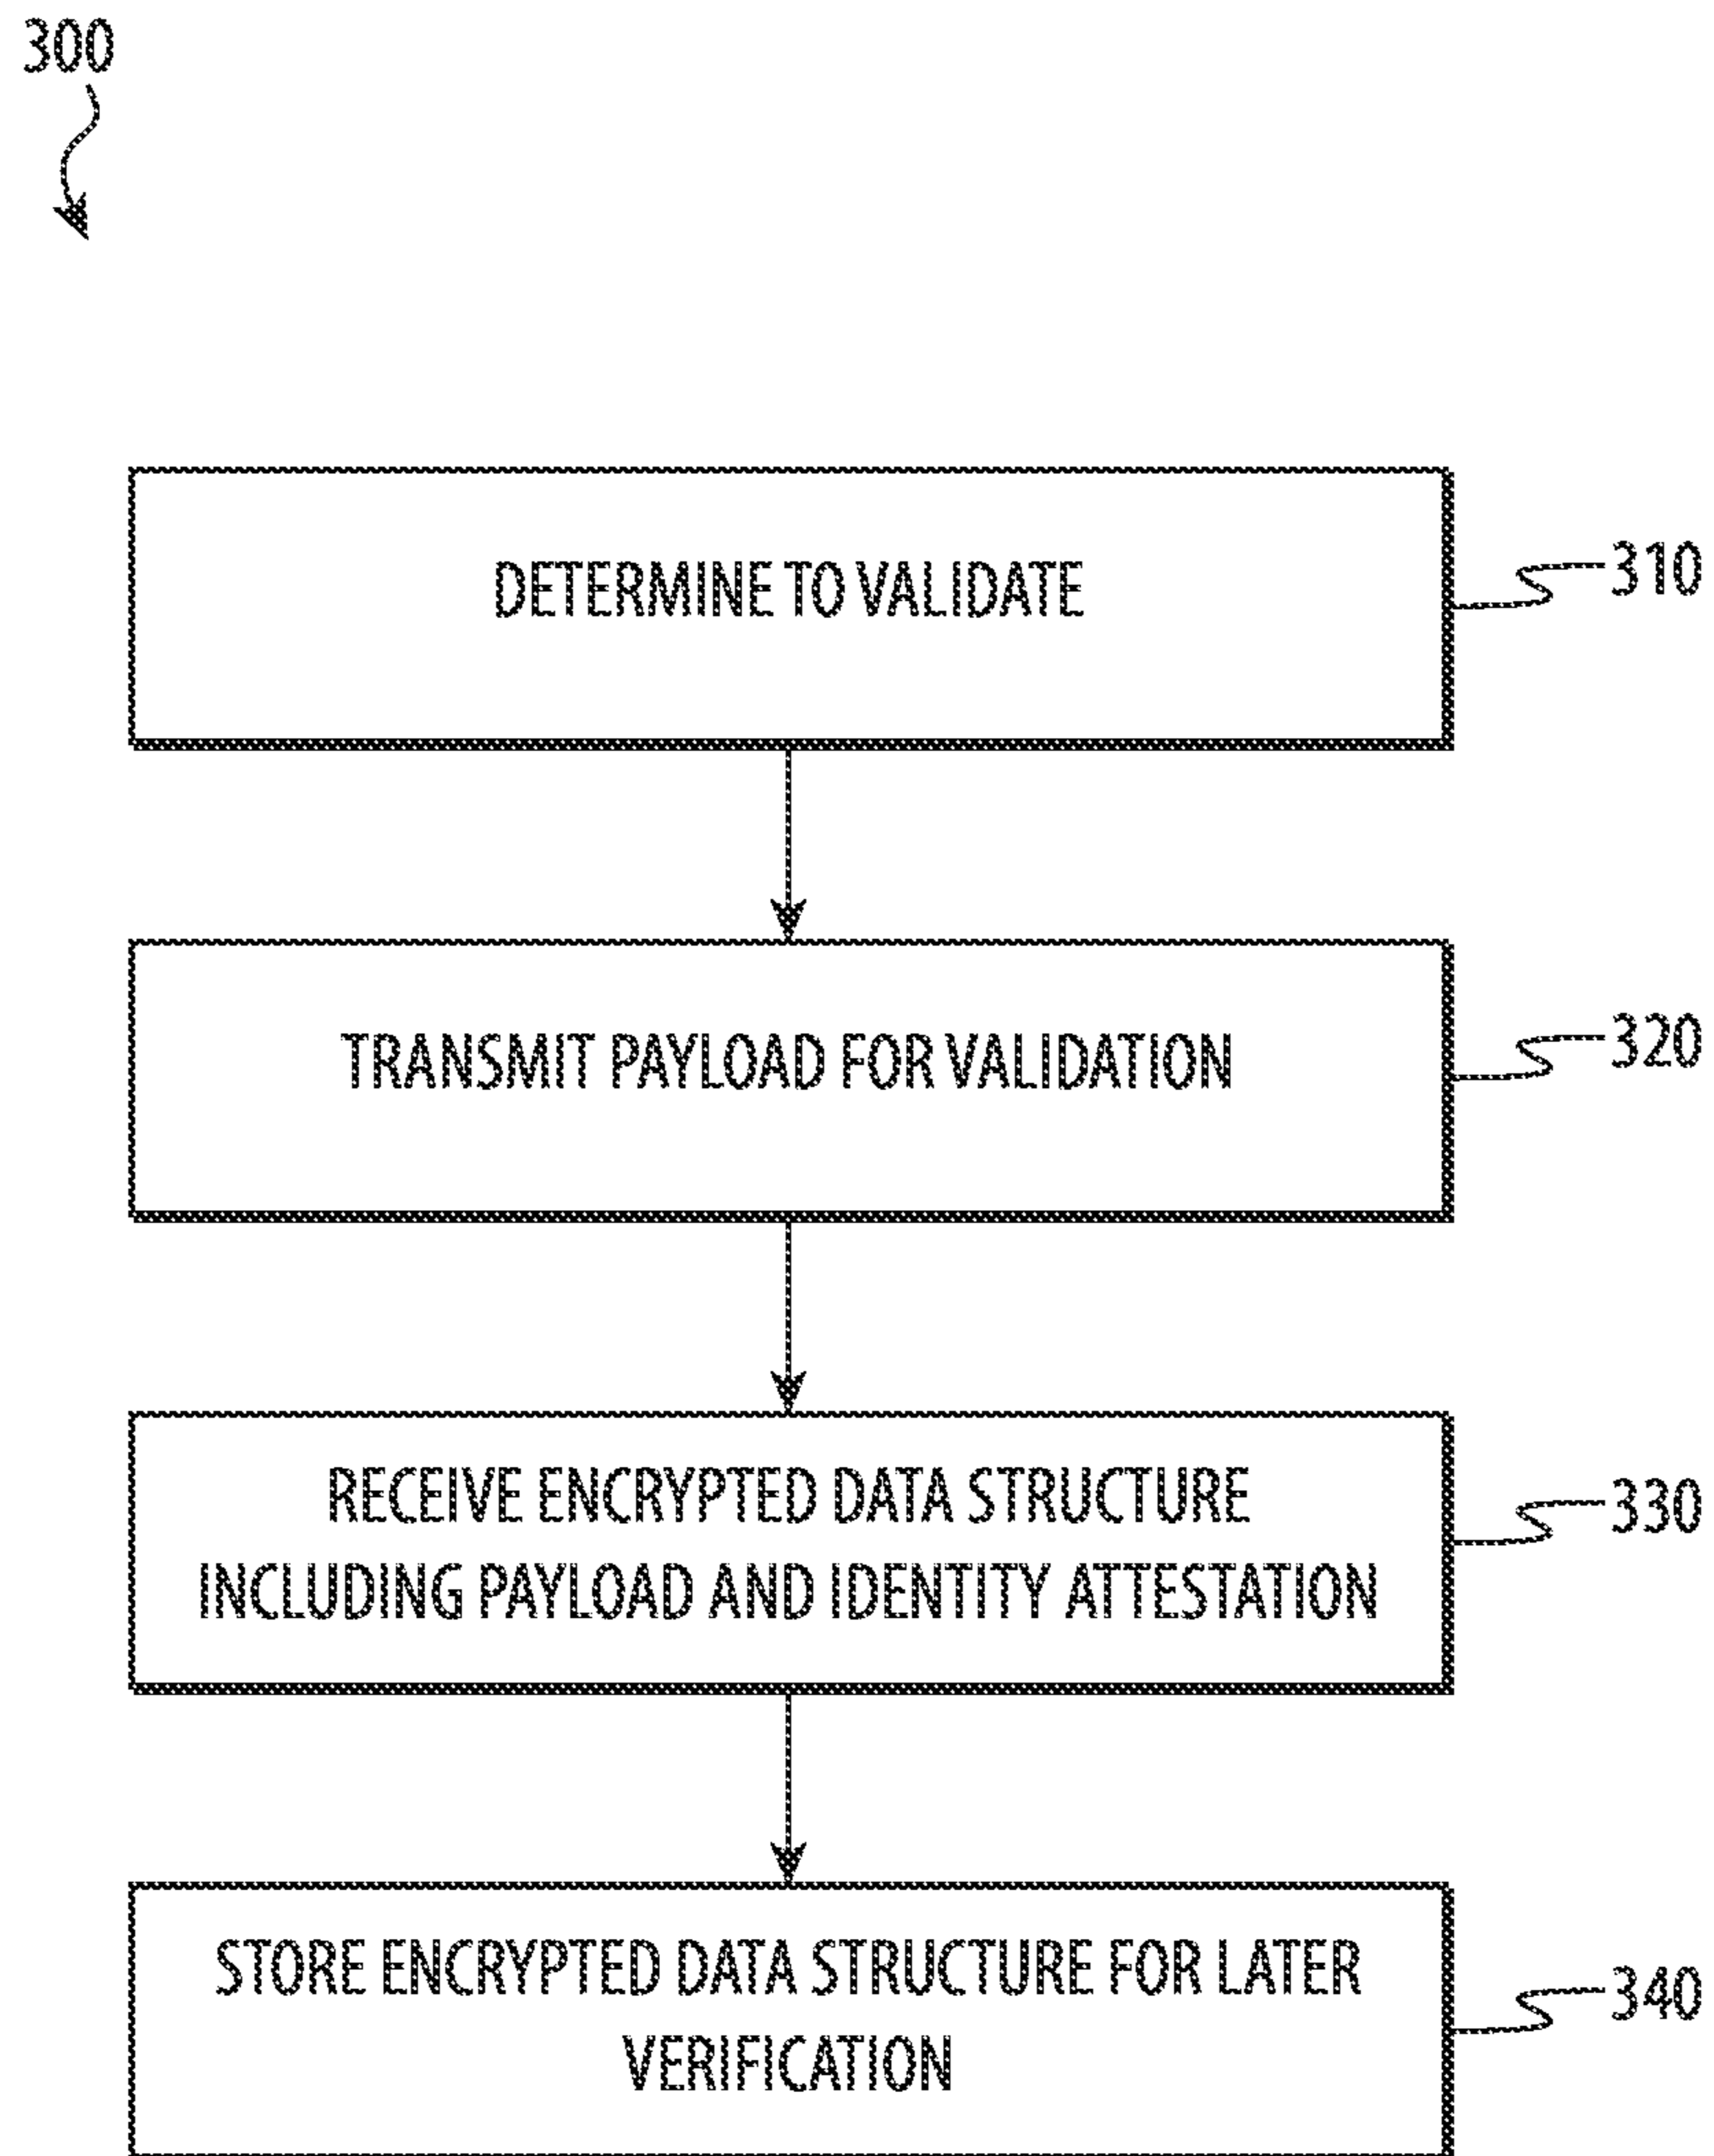 300
DETERMINE TO VALIDATE
310
TRANSMIT PAYLOAD FOR VALIDATION
320
RECEIVE ENCRYPTED DATA STRUCTURE
INCLUDING PAYLOAD AND IDENTITY ATTESTATION
330
STORE ENCRYPTED DATA STRUCTURE FOR LATER
VERIFICATION
340